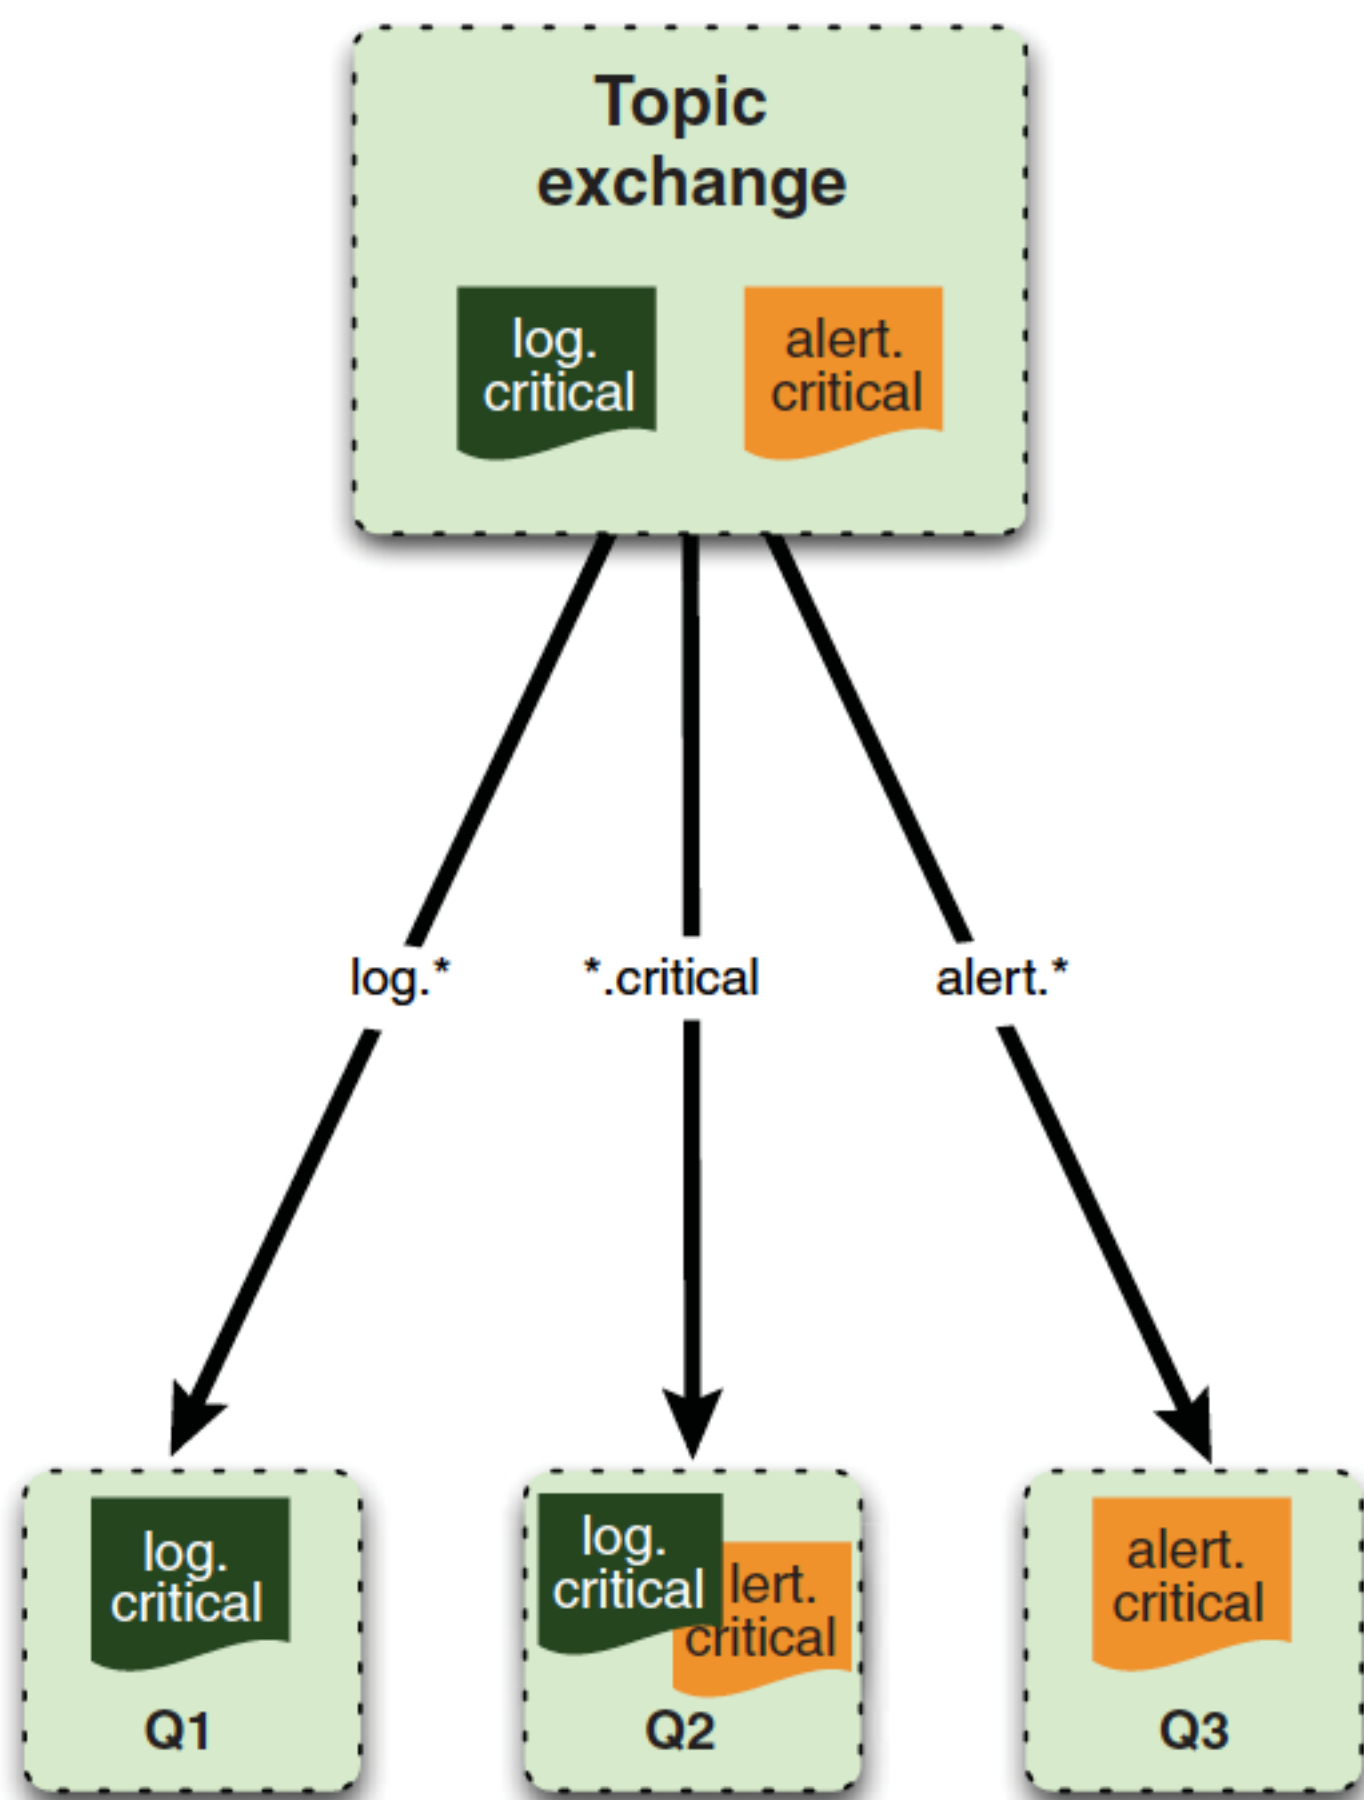 Topic
exchange
log.
critical
alert.
critical
log.*
*.critical
alert.*
log.
critical
log.
critical
lert.
critical
alert.
critical
Q1
Q2
Q3